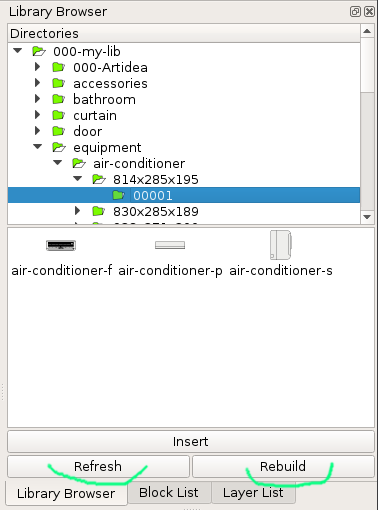 Library Browser
Directories
000-my-lib
000-Artidea
accessories
bathroom
curtain
door
equipment
air-conditioner
814x285x195
00001
830x285x189
air-conditioner-f air-conditioner-p air-conditioner-s
Insert
Refresh Rebuild
Library Browser Block List Layer List